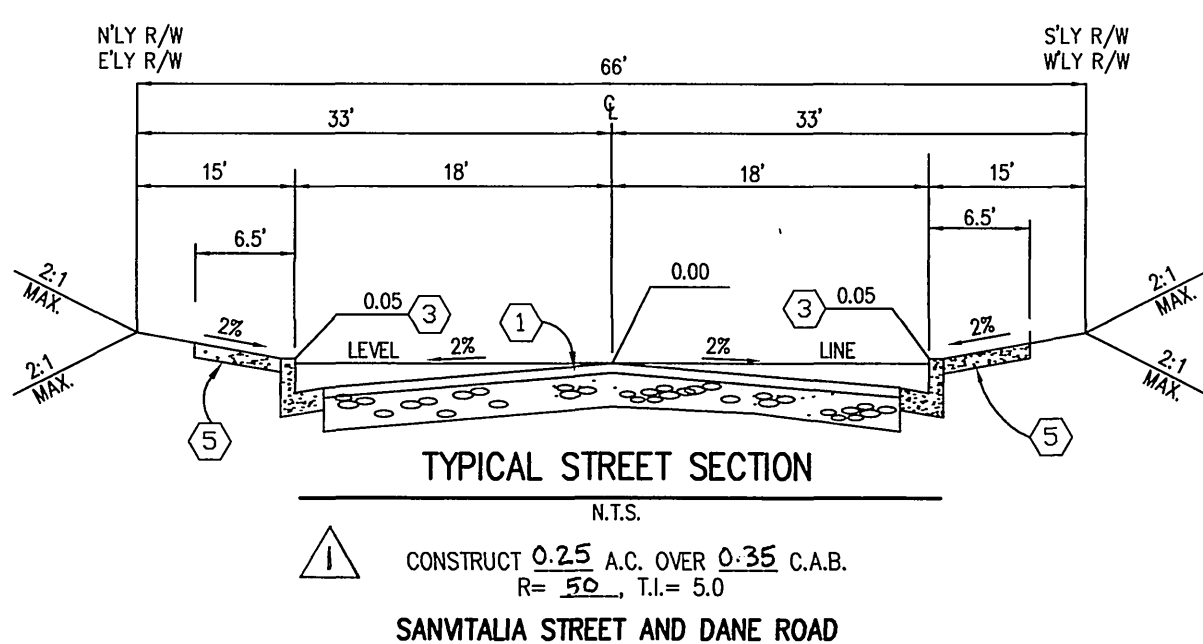 N'LY R/W
E'LY R/W
S'LY R/W
W'LY R/W
66'
℄
33'
33'
15'
18'
18'
15'
6.5'
6.5'
2:1
MAX.
0.00
2:1
MAX.
0.05
3
1
3
0.05
2%
LEVEL
2%
2%
LINE
2%
2:1
MAX.
2:1
MAX.
5
5
TYPICAL STREET SECTION
N.T.S.
1
CONSTRUCT 0.25 A.C. OVER 0.35 C.A.B.
R= 50, T.I.= 5.0
SANVITALIA STREET AND DANE ROAD